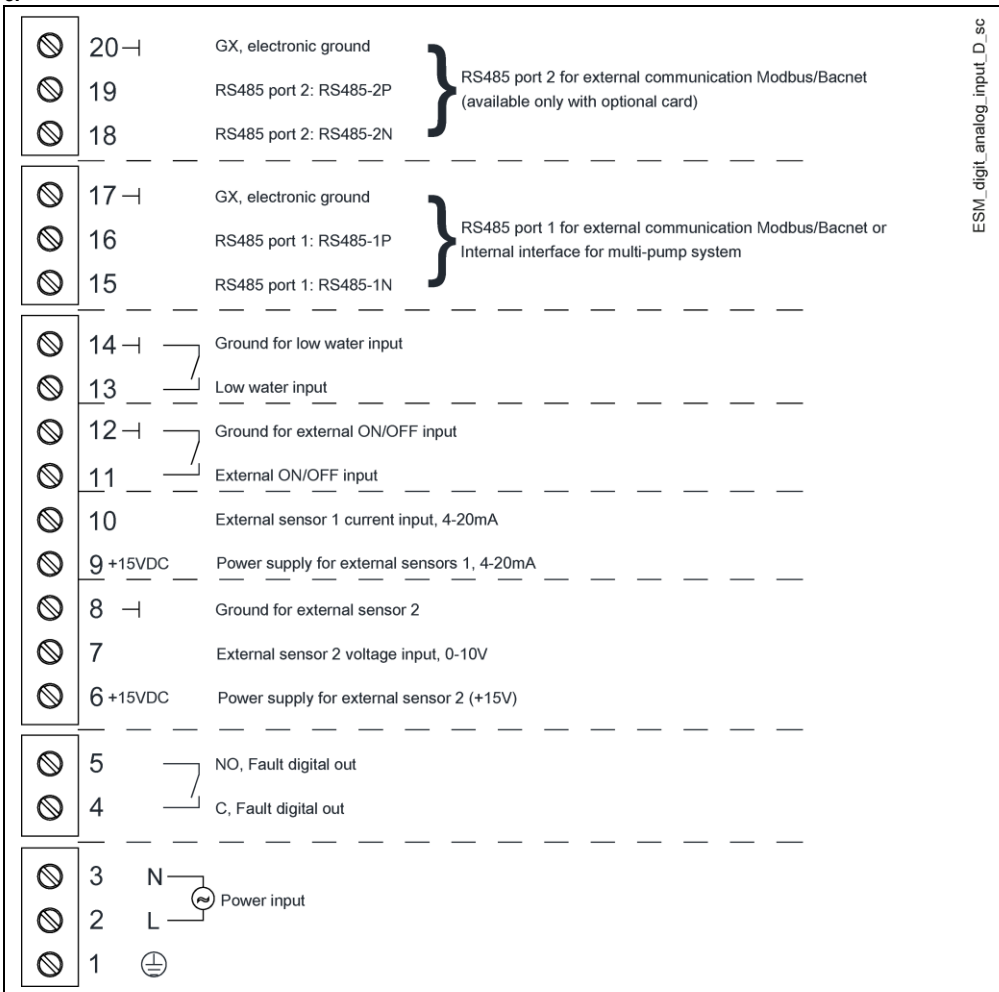 20 GX, electronic ground
19 RS485 port 2: RS485-2P
18 RS485 port 2: RS485-2N
RS485 port 2 for external communication Modbus/Bacnet
(available only with optional card)
17 GX, electronic ground
16 RS485 port 1: RS485-1P
15 RS485 port 1: RS485-1N
RS485 port 1 for external communication Modbus/Bacnet or
Internal interface for multi-pump system
14 Ground for low water input
13 Low water input
12 Ground for external ON/OFF input
11 External ON/OFF input
10 External sensor 1 current input, 4-20mA
9 +15VDC Power supply for external sensors 1, 4-20mA
8 Ground for external sensor 2
7 External sensor 2 voltage input, 0-10V
6 +15VDC Power supply for external sensor 2 (+15V)
5 NO, Fault digital out
4 C, Fault digital out
3 N
Power input
2 L
1
ESM_digit_analog_input_D_sc